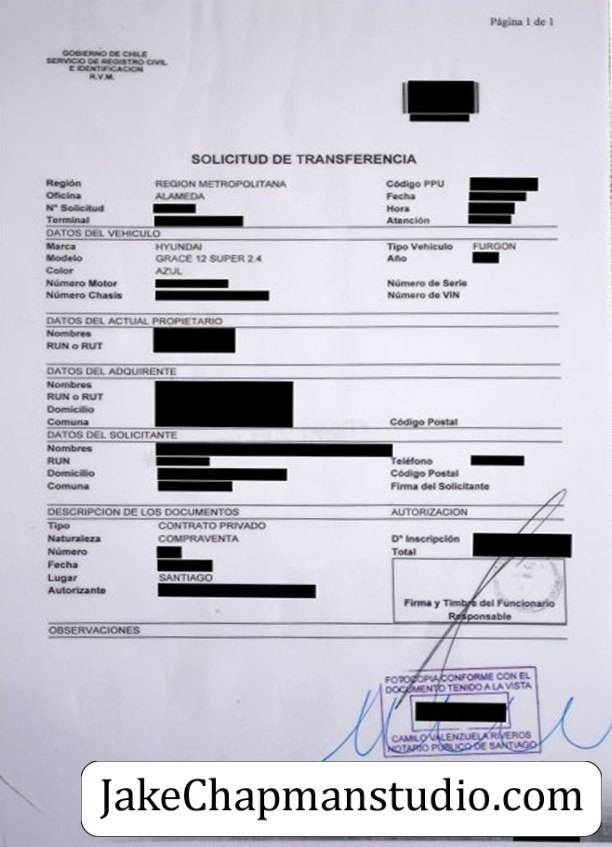 Página 1 de 1
GOBIERNO DE CHILE
SERVICIO DE REGISTRO CIVIL
E IDENTIFICACION
R.V.M.
SOLICITUD DE TRANSFERENCIA
Región REGION METROPOLITANA Código PPU
Oficina ALAMEDA Fecha
N° Solicitud Hora
Terminal Atención
DATOS DEL VEHICULO
Marca HYUNDAI Tipo Vehículo FURGON
Modelo GRACE 12 SUPER 2.4 Año
Color AZUL
Número Motor Número de Serie
Número Chasis Número de VIN
DATOS DEL ACTUAL PROPIETARIO
Nombres
RUN o RUT
DATOS DEL ADQUIRENTE
Nombres
RUN o RUT
Domicilio
Comuna Código Postal
DATOS DEL SOLICITANTE
Nombres
RUN Teléfono
Domicilio Código Postal
Comuna Firma del Solicitante
DESCRIPCION DE LOS DOCUMENTOS AUTORIZACION
Tipo CONTRATO PRIVADO
Naturaleza COMPRAVENTA D° Inscripción
Número Total
Fecha
Lugar SANTIAGO
Autorizante
Firma y Timbre del Funcionario
Responsable
OBSERVACIONES
FOTOCOPIA CONFORME CON EL
DOCUMENTO TENIDO A LA VISTA
CAMILO VALENZUELA RIVEROS
NOTARIO PUBLICO DE SANTIAGO
JakeChapmanstudio.com